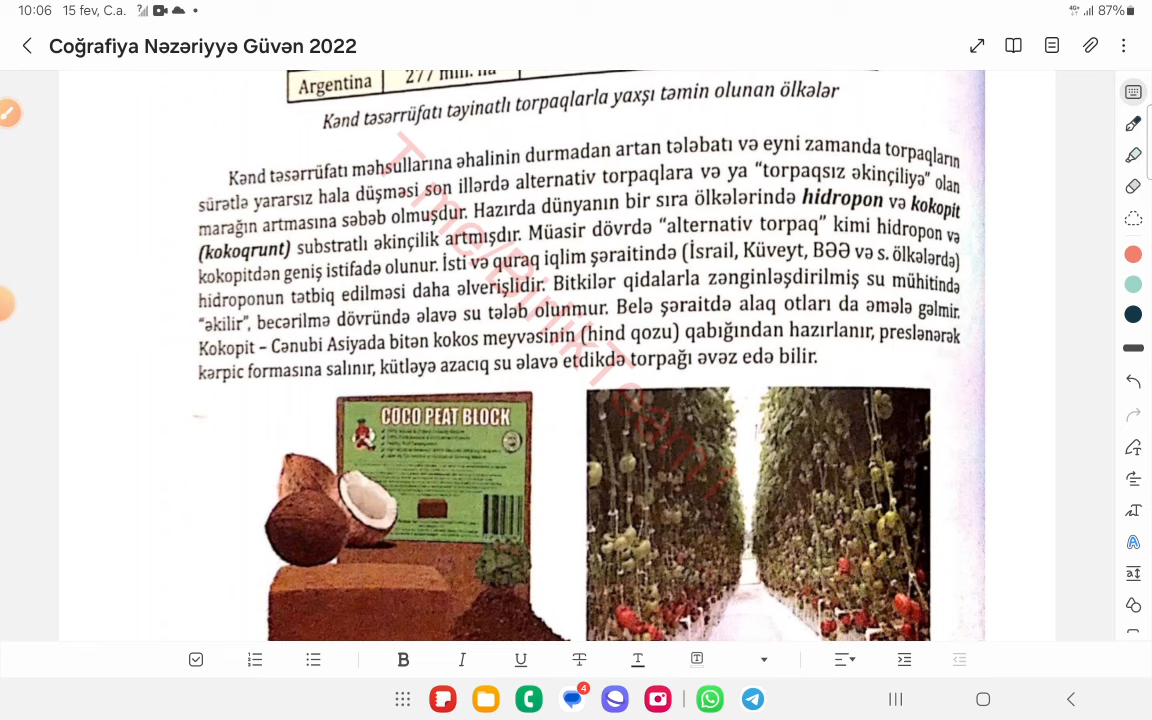 10:06 15 fev, C.a. 87%
Coğrafiya Nəzəriyyə Güvən 2022
Argentina 277 mln. ha
Kənd təsərrüfatı təyinatlı torpaqlarla yaxşı təmin olunan ölkələr
Kənd təsərrüfatı məhsullarına əhalinin durmadan artan tələbatı və eyni zamanda torpaqların
sürətlə yararsız hala düşməsi son illərdə alternativ torpaqlara və ya “torpaqsız əkinçiliyə” olan
marağın artmasına səbəb olmuşdur. Hazırda dünyanın bir sıra ölkələrində hidropon və kokopit
(kokoqrunt) substratlı əkinçilik artmışdır. Müasir dövrdə “alternativ torpaq” kimi hidropon və
kokopitdən geniş istifadə olunur. İsti və quraq iqlim şəraitində (İsrail, Küveyt, BƏƏ və s. ölkələrdə)
hidroponun tətbiq edilməsi daha əlverişlidir. Bitkilər qidalarla zənginləşdirilmiş su mühitində
“əkilir”, becərilmə dövründə əlavə su tələb olunmur. Belə şəraitdə alaq otları da əmələ gəlmir.
Kokopit – Cənubi Asiyada bitən kokos meyvəsinin (hind qozu) qabığından hazırlanır, preslənərək
kərpic formasına salınır, kütləyə azacıq su əlavə etdikdə torpağı əvəz edə bilir.
COCO PEAT BLOCK
B I U T T
4